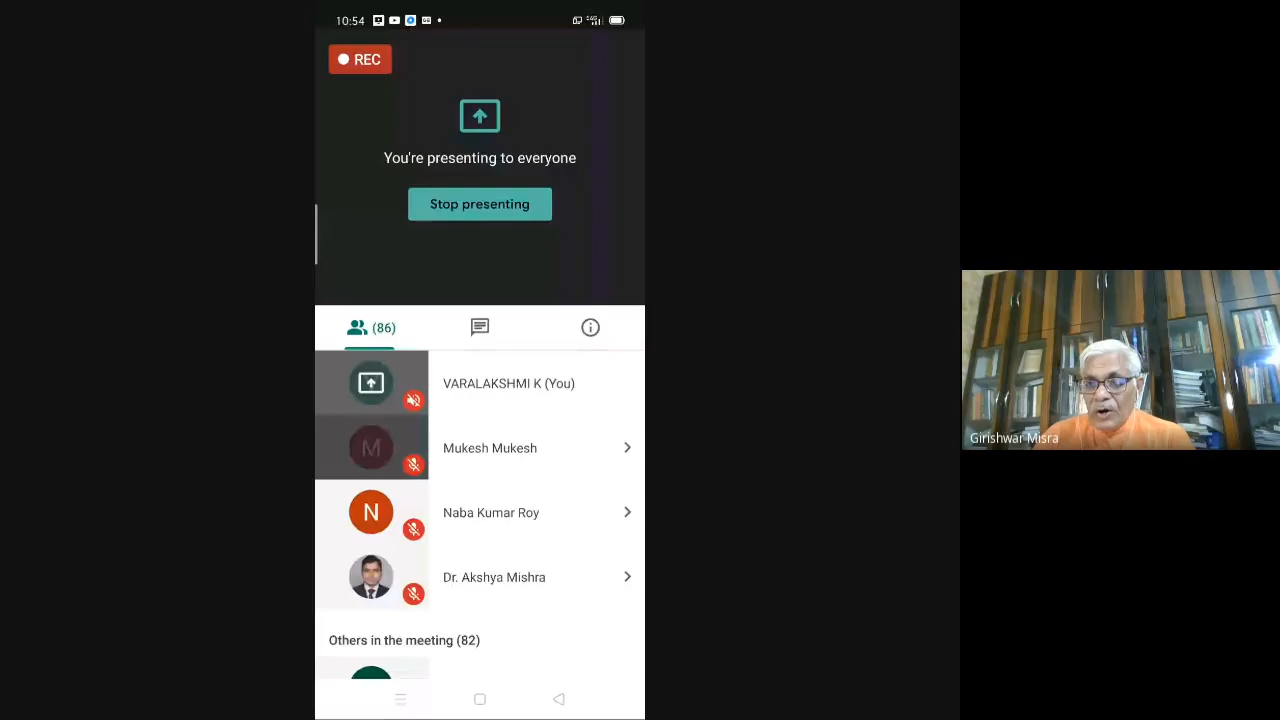 10:54
REC
You're presenting to everyone
Stop presenting
(86)
VARALAKSHMI K (You)
M
Mukesh Mukesh
N
Naba Kumar Roy
Dr. Akshya Mishra
Others in the meeting (82)
Girishwar Misra